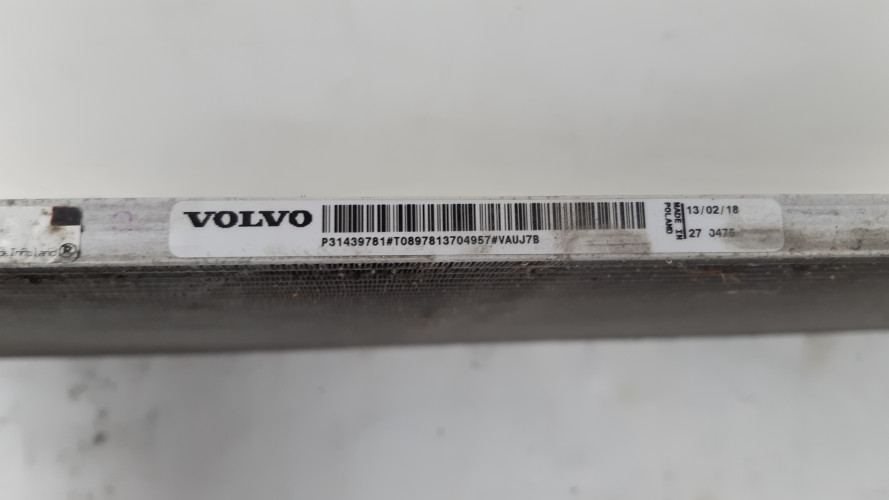 VOLVO
P31439781#T0897813704957#VAUJ7B
MADE IN
POLAND
13/02/18
27 0475
®